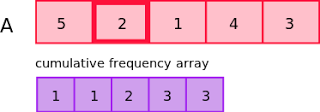 A 5 2 1 4 3
cumulative frequency array
1 1 2 3 3